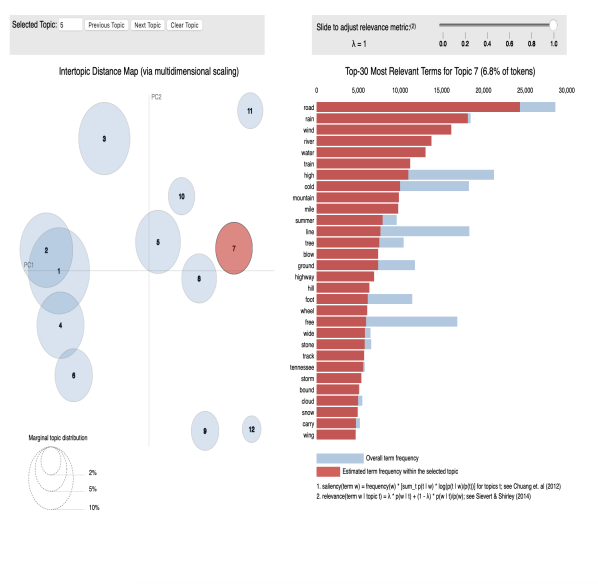 Selected Topic: 5 Previous Topic Next Topic Clear Topic
Slide to adjust relevance metric:(2)
λ = 1
0.0 0.2 0.4 0.6 0.8 1.0
Intertopic Distance Map (via multidimensional scaling)
PC2
PC1
11
3
10
5
7
2
1
8
4
6
9
12
Marginal topic distribution
2%
5%
10%
Top-30 Most Relevant Terms for Topic 7 (6.8% of tokens)
0 5,000 10,000 15,000 20,000 25,000 30,000
road
rain
wind
river
water
train
high
cold
mountain
mile
summer
line
tree
blow
ground
highway
hill
foot
wheel
free
wide
stone
track
tennessee
storm
bound
cloud
snow
carry
wing
Overall term frequency
Estimated term frequency within the selected topic
1. saliency(term w) = frequency(w) * [sum_t p(t | w) * log(p(t | w)/p(t))] for topics t; see Chuang et. al (2012)
2. relevance(term w | topic t) = λ * p(w | t) + (1 - λ) * p(w | t)/p(w); see Sievert & Shirley (2014)